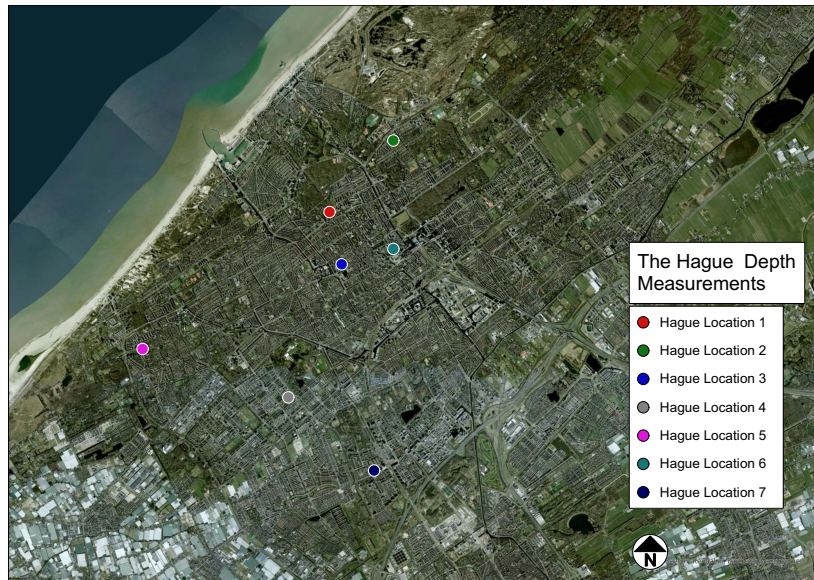 The Hague Depth
Measurements
Hague Location 1
Hague Location 2
Hague Location 3
Hague Location 4
Hague Location 5
Hague Location 6
Hague Location 7
N